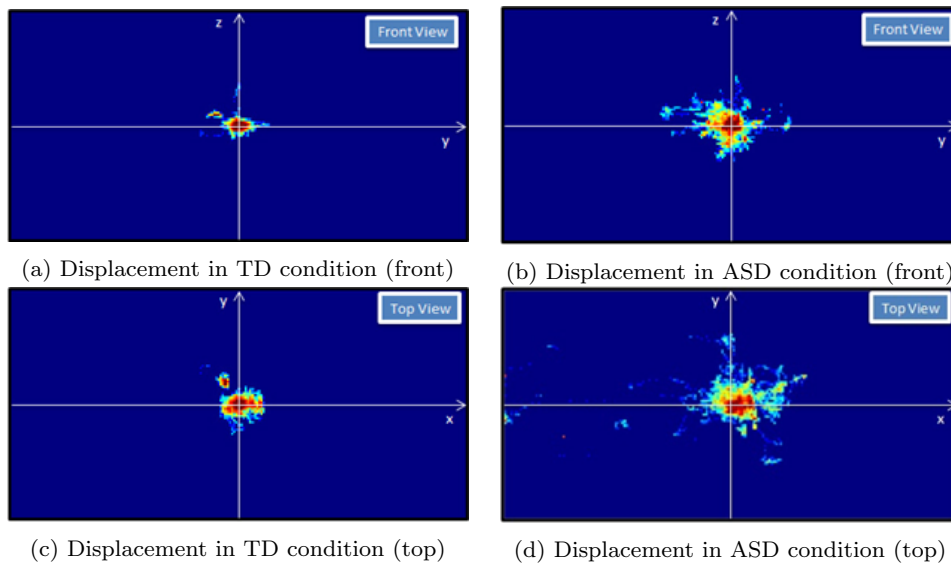 z
Front View
y
z
Front View
y
(a) Displacement in TD condition (front)
(b) Displacement in ASD condition (front)
y
Top View
x
y
Top View
x
(c) Displacement in TD condition (top)
(d) Displacement in ASD condition (top)